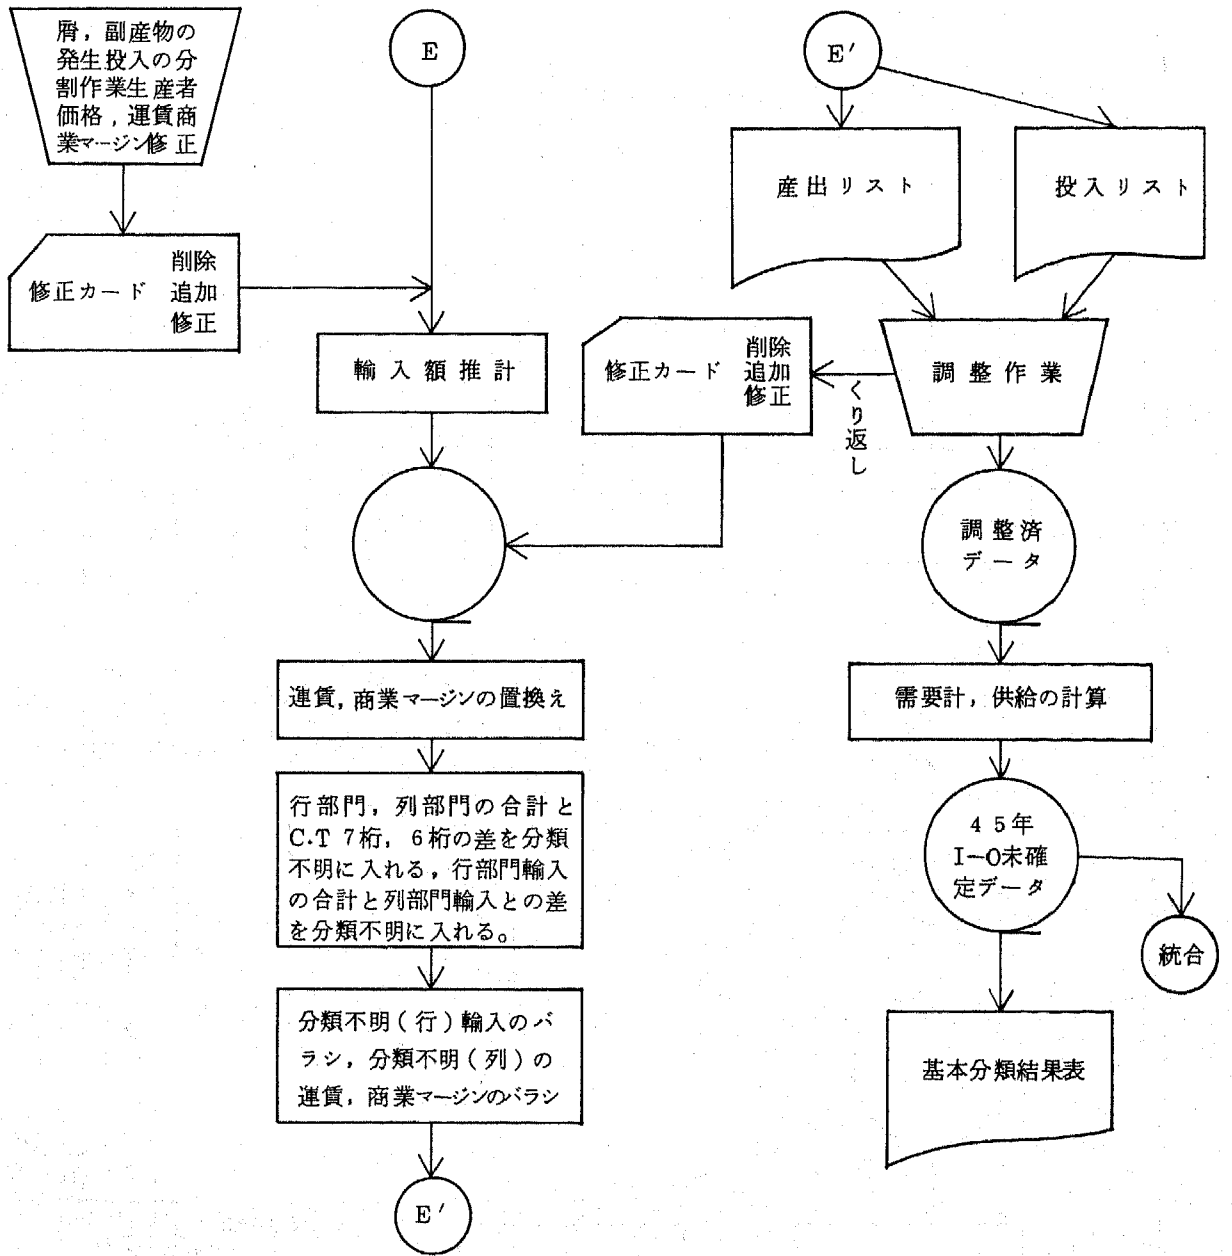 屑，副産物の
発生投入の分
割作業生産者
価格，運賃商
業マージン修正
修正カード
削除
追加
修正
E
輸入額推計
運賃，商業マージンの置換え
行部門，列部門の合計と
C.T 7桁，6桁の差を分類
不明に入れる，行部門輸入
の合計と列部門輸入との差
を分類不明に入れる。
分類不明（行）輸入のバ
ラシ，分類不明（列）の
運賃，商業マージンのバラシ
E′
E′
産出リスト
投入リスト
調整作業
くり返し
修正カード
削除
追加
修正
調整済
データ
需要計，供給の計算
45年
I-O未確
定データ
統合
基本分類結果表